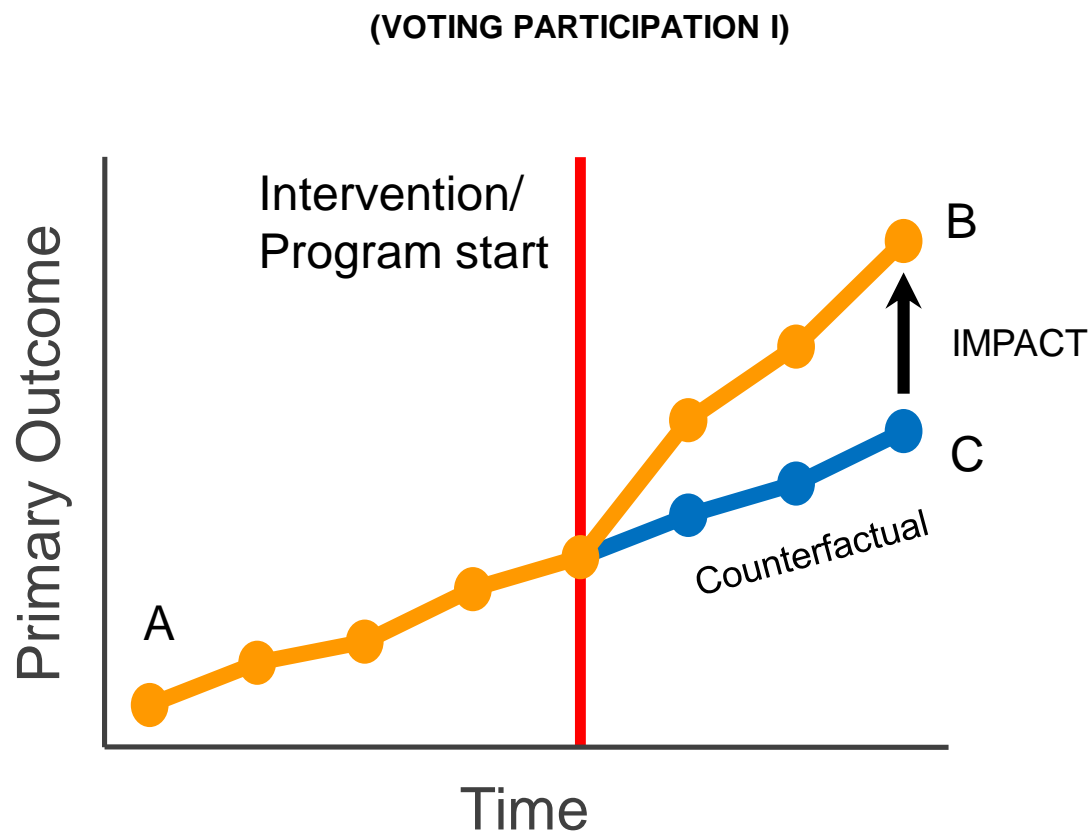 (VOTING PARTICIPATION I)
Intervention/
Program start
B
IMPACT
C
Counterfactual
A
Primary Outcome
Time